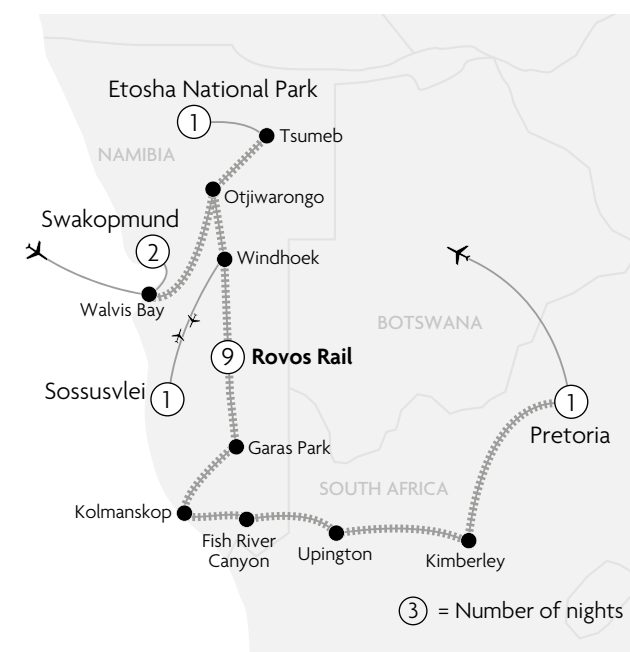 Etosha National Park
1
Tsumeb
NAMIBIA
Otjiwarongo
Swakopmund
2
Windhoek
Walvis Bay
BOTSWANA
9 Rovos Rail
Sossusvlei
1
1
Pretoria
Garas Park
SOUTH AFRICA
Kolmanskop
Fish River
Canyon
Upington
Kimberley
3 = Number of nights